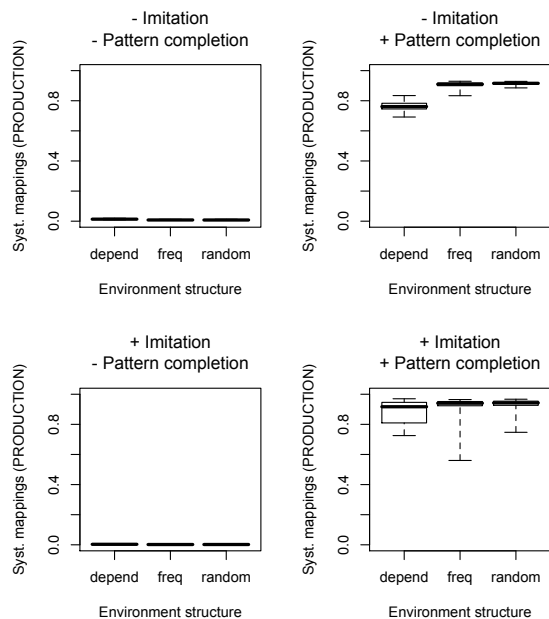 - Imitation
- Pattern completion
Syst. mappings (PRODUCTION)
0.0 0.4 0.8
depend freq random
Environment structure
- Imitation
+ Pattern completion
Syst. mappings (PRODUCTION)
0.0 0.4 0.8
depend freq random
Environment structure
+ Imitation
- Pattern completion
Syst. mappings (PRODUCTION)
0.0 0.4 0.8
depend freq random
Environment structure
+ Imitation
+ Pattern completion
Syst. mappings (PRODUCTION)
0.0 0.4 0.8
depend freq random
Environment structure